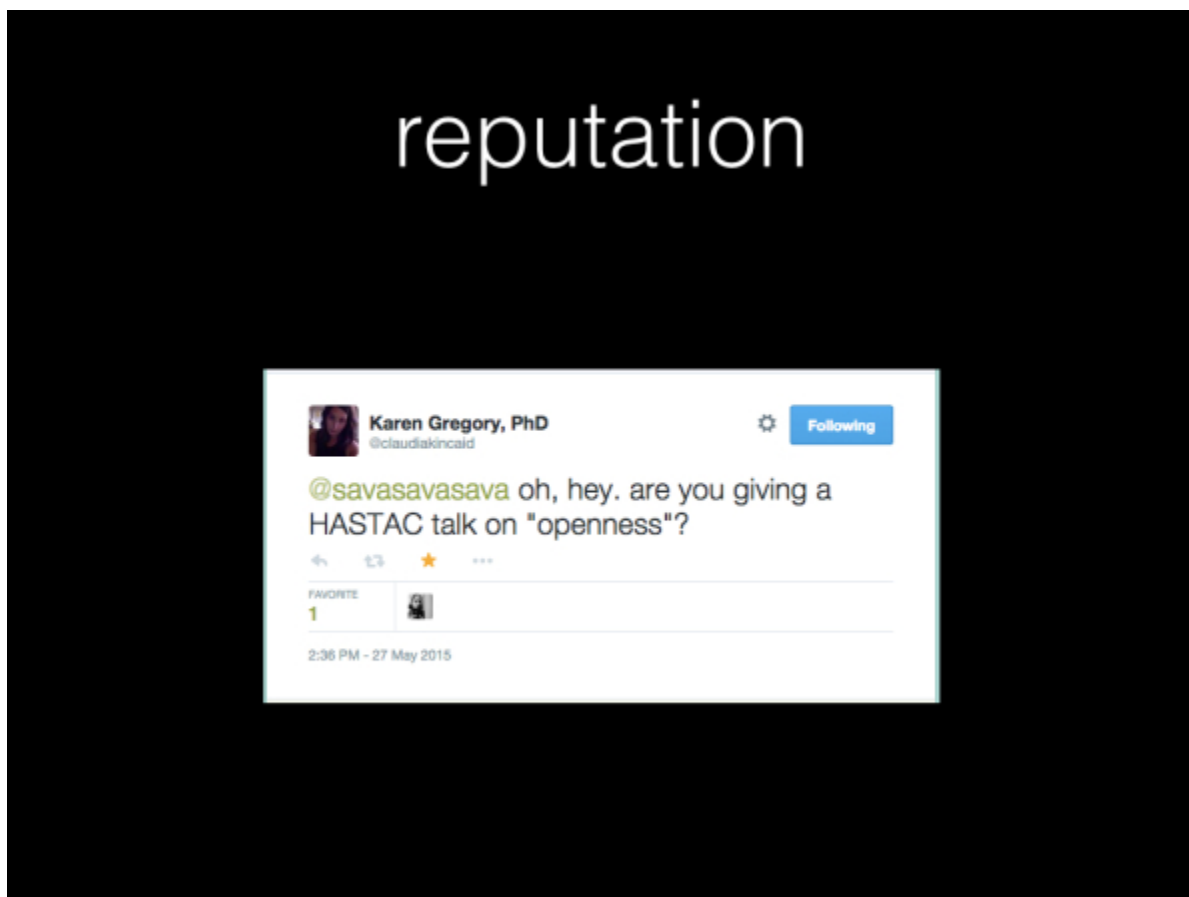 reputation
Karen Gregory, PhD
Following
@claudiakincaid
@savasavasava oh, hey. are you giving a
HASTAC talk on "openness"?
FAVORITE
1
2:36 PM - 27 May 2015